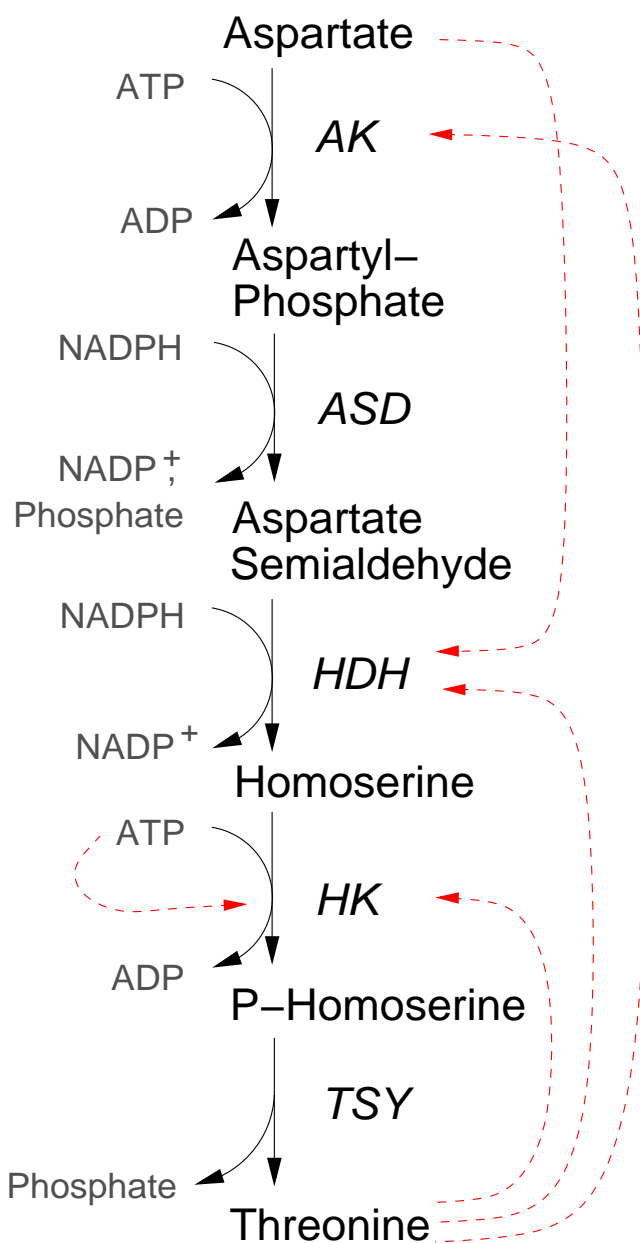 Aspartate
ATP
AK
ADP
Aspartyl–
Phosphate
NADPH
ASD
NADP+,
Phosphate
Aspartate
Semialdehyde
NADPH
HDH
NADP+
Homoserine
ATP
HK
ADP
P–Homoserine
TSY
Phosphate
Threonine